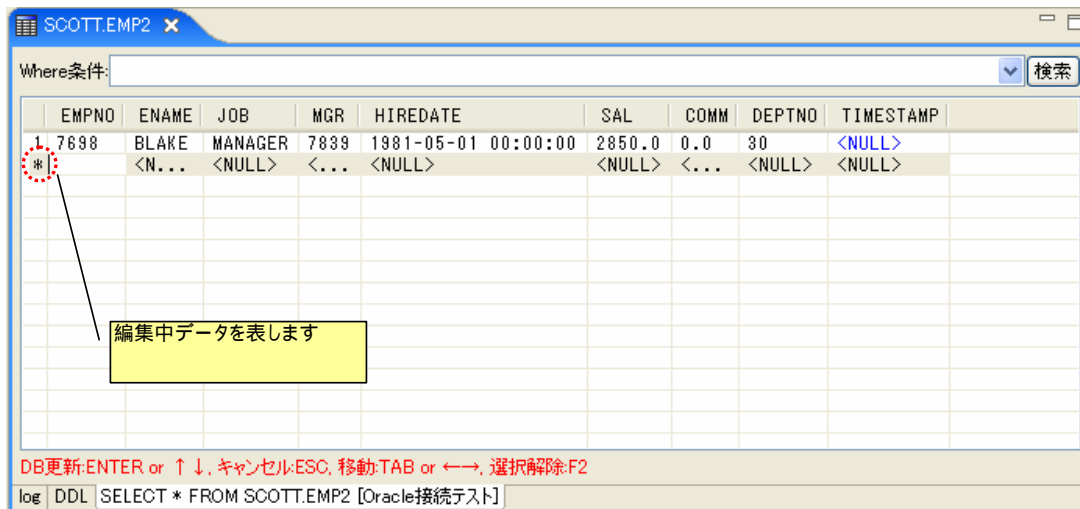 SCOTT.EMP2
Where条件: 検索
EMPNO ENAME JOB MGR HIREDATE SAL COMM DEPTNO TIMESTAMP
1 7698 BLAKE MANAGER 7839 1981-05-01 00:00:00 2850.0 0.0 30 <NULL>
* <N... <NULL> <... <NULL> <NULL> <... <NULL> <NULL>
編集中データを表します
DB更新:ENTER or ↑↓, キャンセル:ESC, 移動:TAB or ←→, 選択解除:F2
log DDL SELECT * FROM SCOTT.EMP2 [Oracle接続テスト]